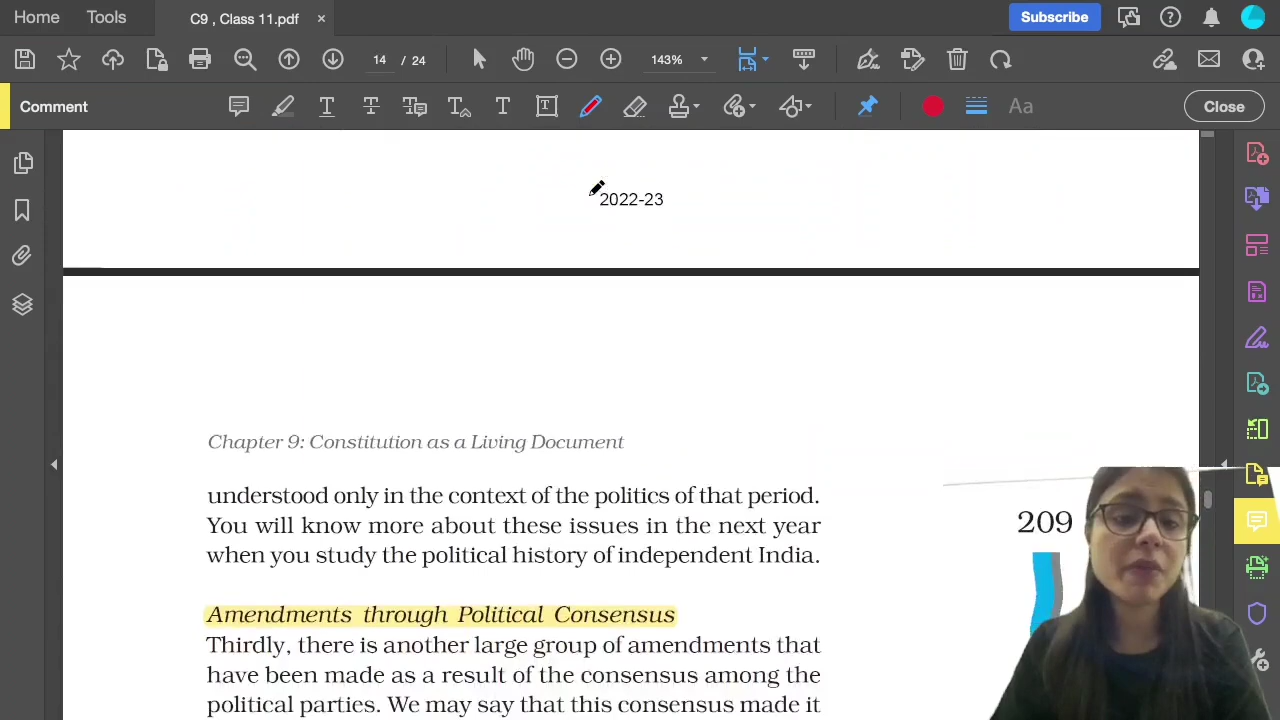 Home
Tools
C9 , Class 11.pdf
Subscribe
14 / 24
143%
Comment
Aa
Close
2022-23
Chapter 9: Constitution as a Living Document
understood only in the context of the politics of that period.
You will know more about these issues in the next year
when you study the political history of independent India.
209
Amendments through Political Consensus
Thirdly, there is another large group of amendments that
have been made as a result of the consensus among the
political parties. We may say that this consensus made it